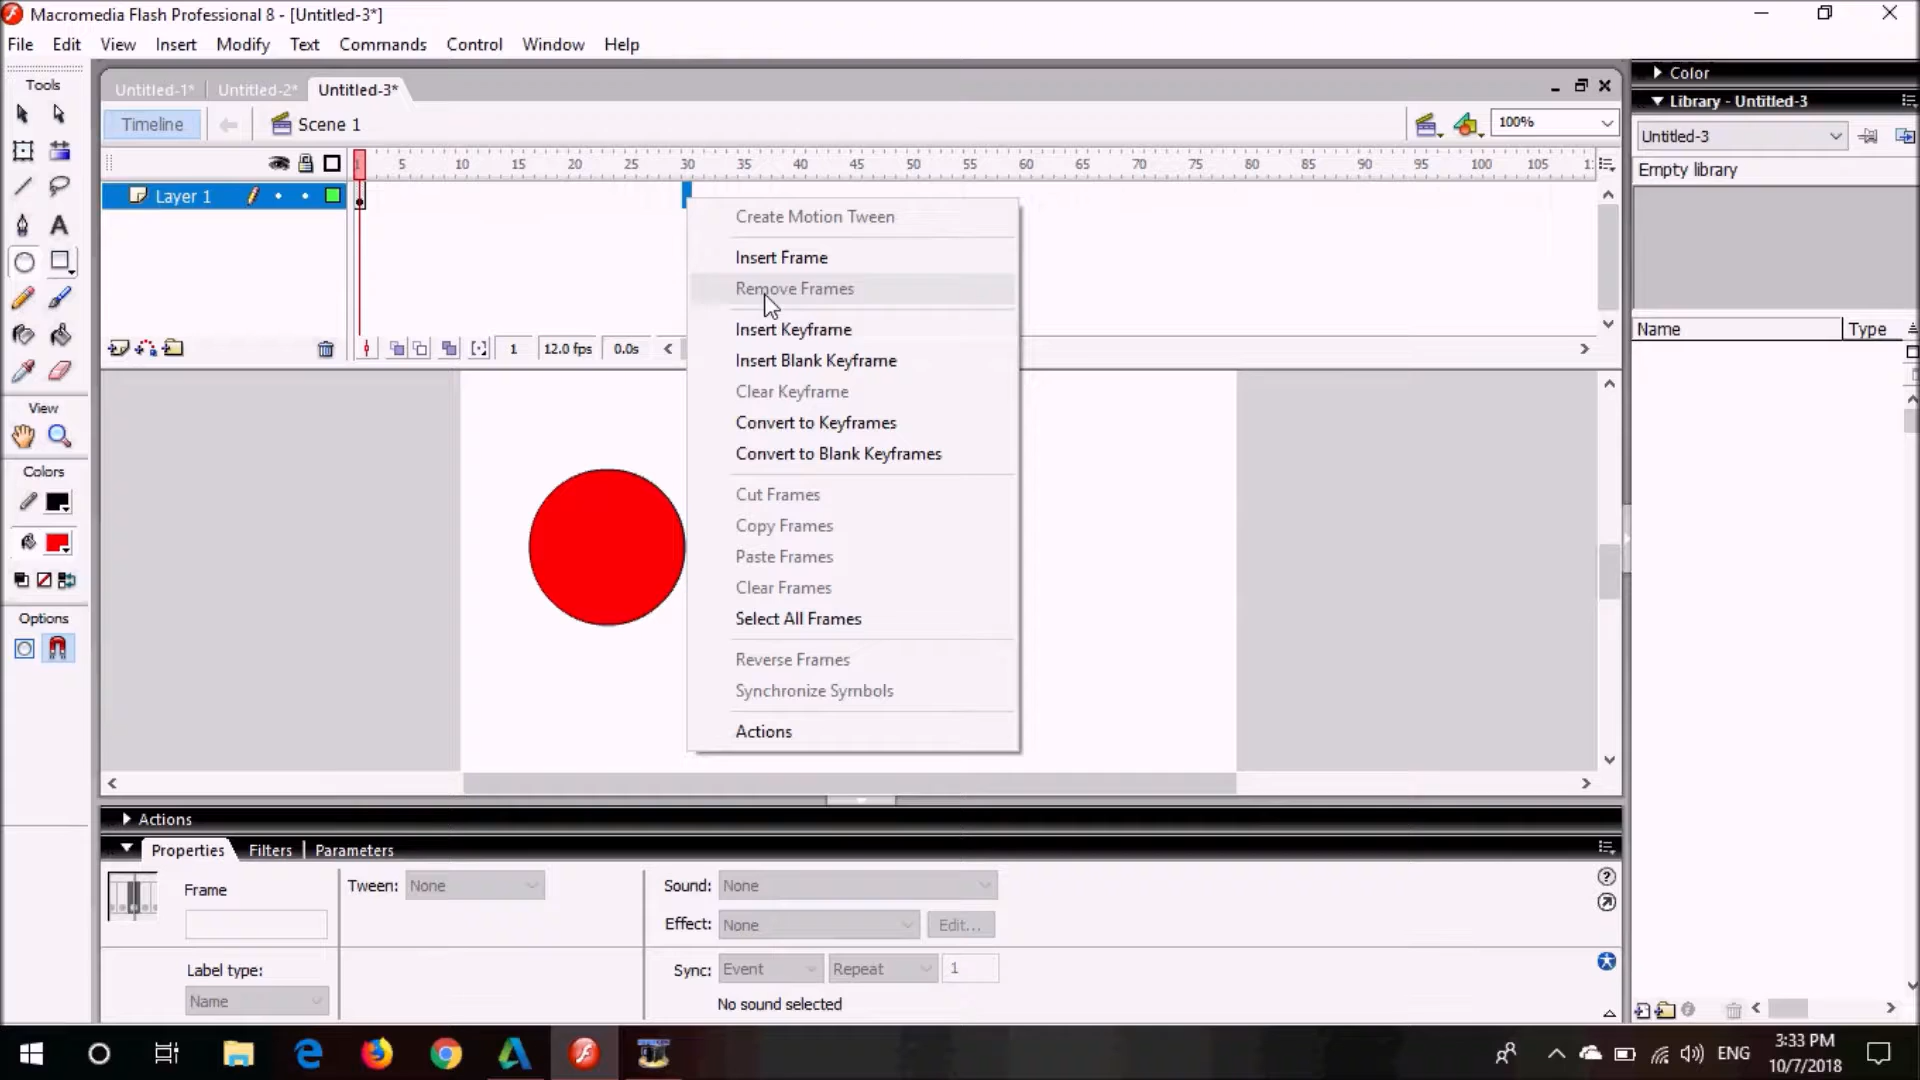 Macromedia Flash Professional 8 - [Untitled-3*]
File Edit View Insert Modify Text Commands Control Window Help
Tools
Untitled-1* Untitled-2* Untitled-3*
Timeline Scene 1 100%
1 5 10 15 20 25 30 35 40 45 50 55 60 65 70 75 80 85 90 95 100 105
Layer 1
Create Motion Tween
Insert Frame
Remove Frames
Insert Keyframe
Insert Blank Keyframe
Clear Keyframe
Convert to Keyframes
Convert to Blank Keyframes
Cut Frames
Copy Frames
Paste Frames
Clear Frames
Select All Frames
Reverse Frames
Synchronize Symbols
Actions
1 12.0 fps 0.0s
View
Colors
Options
Color
Library - Untitled-3
Untitled-3
Empty library
Name Type
Actions
Properties Filters Parameters
Frame
Tween: None
Sound: None
Effect: None Edit...
Label type:
Name
Sync: Event Repeat 1
No sound selected
ENG
3:33 PM
10/7/2018